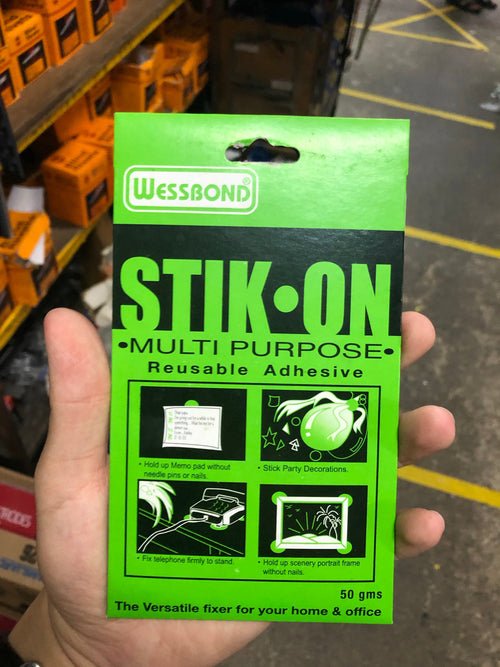 WESSBOND®
STIK•ON
•MULTI PURPOSE•
Reusable Adhesive
• Hold up Memo pad without
needle pins or nails.
• Stick Party Decorations.
• Fix telephone firmly to stand.
• Hold up scenery portrait frame
without nails.
50 gms
The Versatile fixer for your home & office